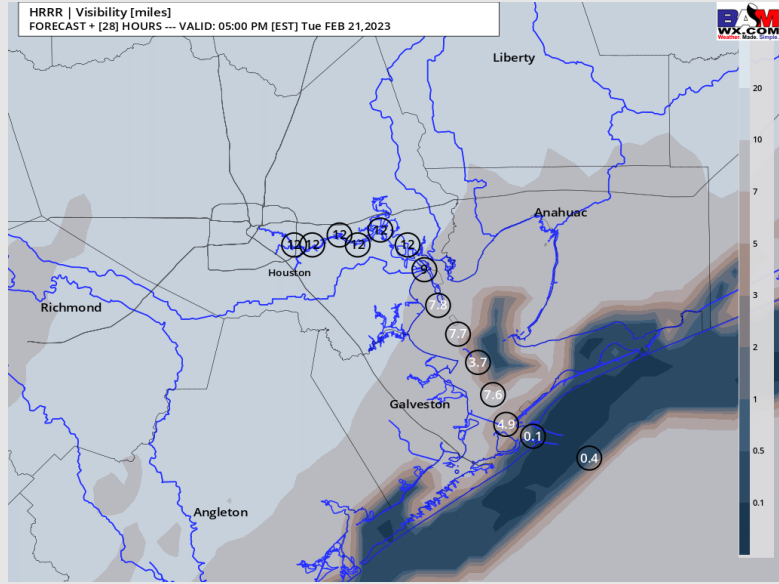 HRRR | Visibility [miles]
FORECAST + [28] HOURS --- VALID: 05:00 PM [EST] Tue FEB 21,2023
BAM
WX.COM
Weather. Made. Simple.
Liberty
20
10
7
Anahuac
12 12 12 12 12 12
5
Houston
9
3
Richmond
7.8
7.7
2
3.7
7.6
1
Galveston
4.9
0.1
0.4
0.1
Angleton